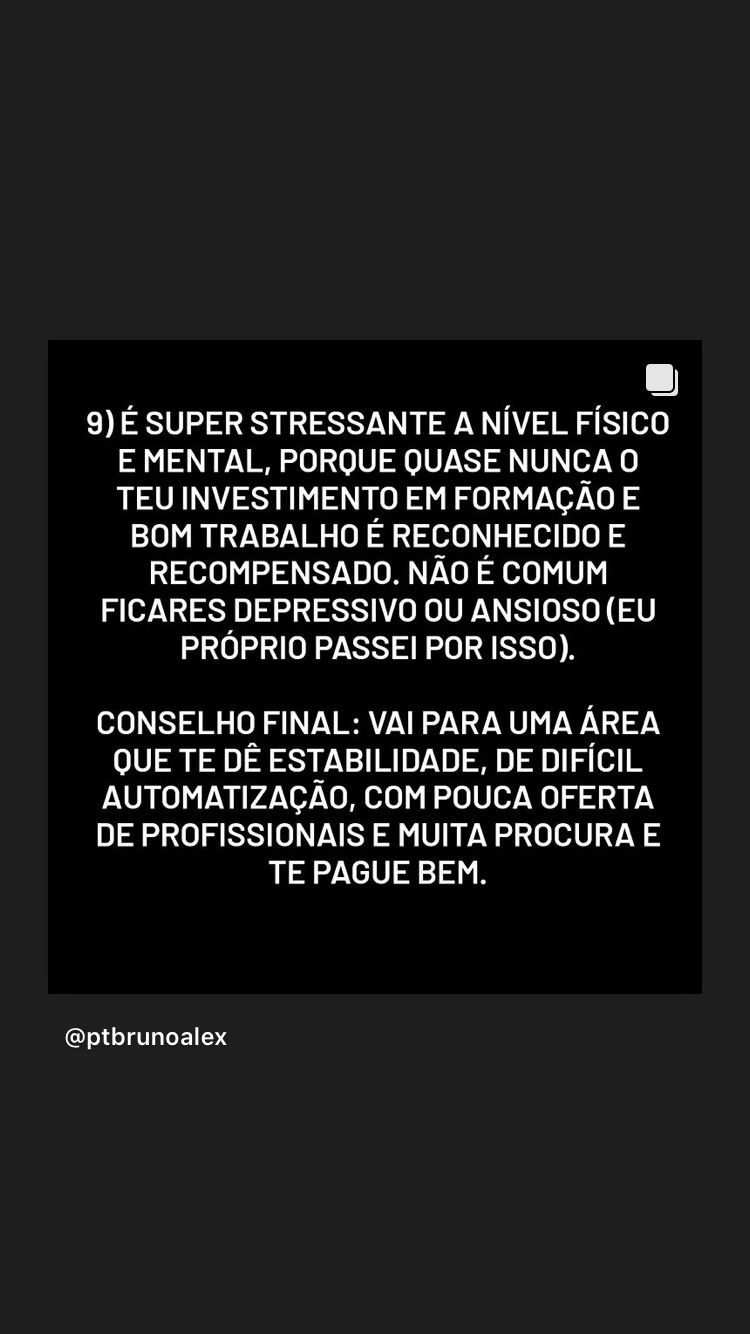 9) É SUPER STRESSANTE A NÍVEL FÍSICO
E MENTAL, PORQUE QUASE NUNCA O
TEU INVESTIMENTO EM FORMAÇÃO E
BOM TRABALHO É RECONHECIDO E
RECOMPENSADO. NÃO É COMUM
FICARES DEPRESSIVO OU ANSIOSO (EU
PRÓPRIO PASSEI POR ISSO).
CONSELHO FINAL: VAI PARA UMA ÁREA
QUE TE DÊ ESTABILIDADE, DE DIFÍCIL
AUTOMATIZAÇÃO, COM POUCA OFERTA
DE PROFISSIONAIS E MUITA PROCURA E
TE PAGUE BEM.
@ptbrunoalex